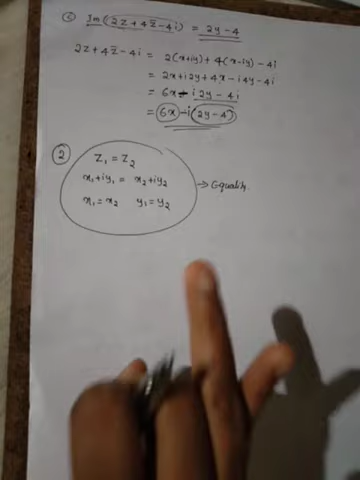 Im(2z + 4z̄ - 4i) = 2y - 4
2z + 4z̄ - 4i = 2(x+iy) + 4(x-iy) - 4i
= 2x + i2y + 4x - i4y - 4i
= 6x - i2y - 4i
= 6x - i(2y - 4)
② z₁ = z₂
x₁ + iy₁ = x₂ + iy₂ → Equality.
x₁ = x₂ y₁ = y₂